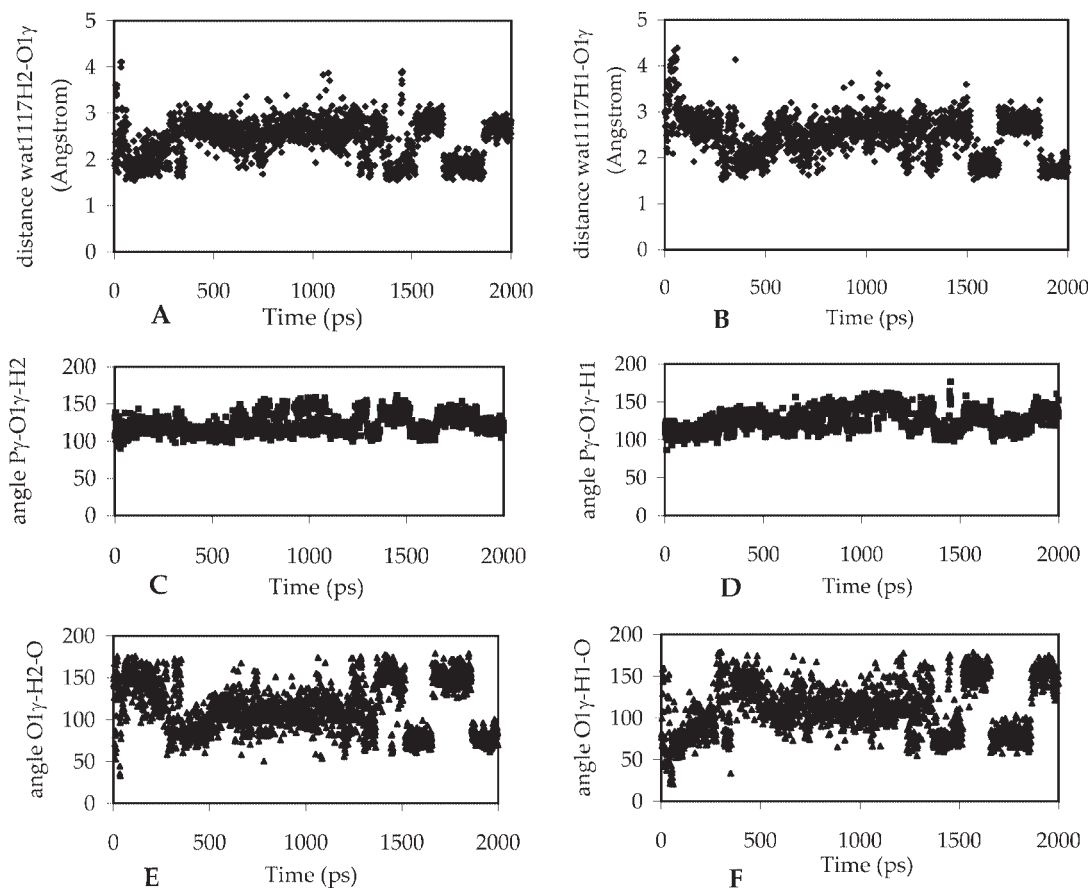 distance wat1117H2-O1γ
(Angstrom)
5
4
3
2
1
0
0 500 1000 1500 2000
A Time (ps)
distance wat1117H1-O1γ
(Angstrom)
5
4
3
2
1
0
0 500 1000 1500 2000
B Time (ps)
angle Pγ-O1γ-H2
200
150
100
50
0
0 500 1000 1500 2000
C Time (ps)
angle Pγ-O1γ-H1
200
150
100
50
0
0 500 1000 1500 2000
D Time (ps)
angle O1γ-H2-O
200
150
100
50
0
0 500 1000 1500 2000
E Time (ps)
angle O1γ-H1-O
200
150
100
50
0
0 500 1000 1500 2000
F Time (ps)